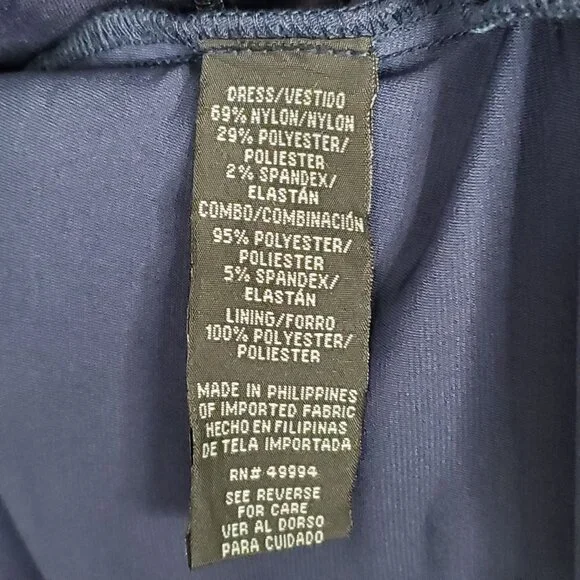 DRESS/VESTIDO
69% NYLON/NYLON
29% POLYESTER/
POLIESTER
2% SPANDEX/
ELASTÁN
COMBO/COMBINACIÓN
95% POLYESTER/
POLIESTER
5% SPANDEX/
ELASTÁN
LINING/FORRO
100% POLYESTER/
POLIESTER
MADE IN PHILIPPINES
OF IMPORTED FABRIC
HECHO EN FILIPINAS
DE TELA IMPORTADA
RN# 49994
SEE REVERSE
FOR CARE
VER AL DORSO
PARA CUIDADO